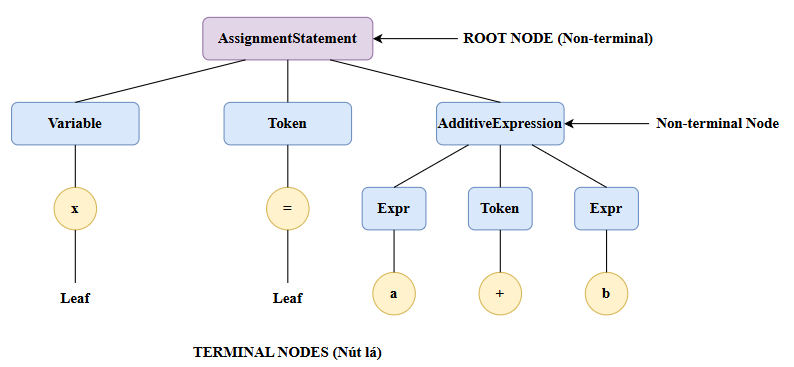 AssignmentStatement
ROOT NODE (Non-terminal)
Variable
Token
AdditiveExpression
Non-terminal Node
x
=
Expr
Token
Expr
Leaf
Leaf
a
+
b
TERMINAL NODES (Nút lá)